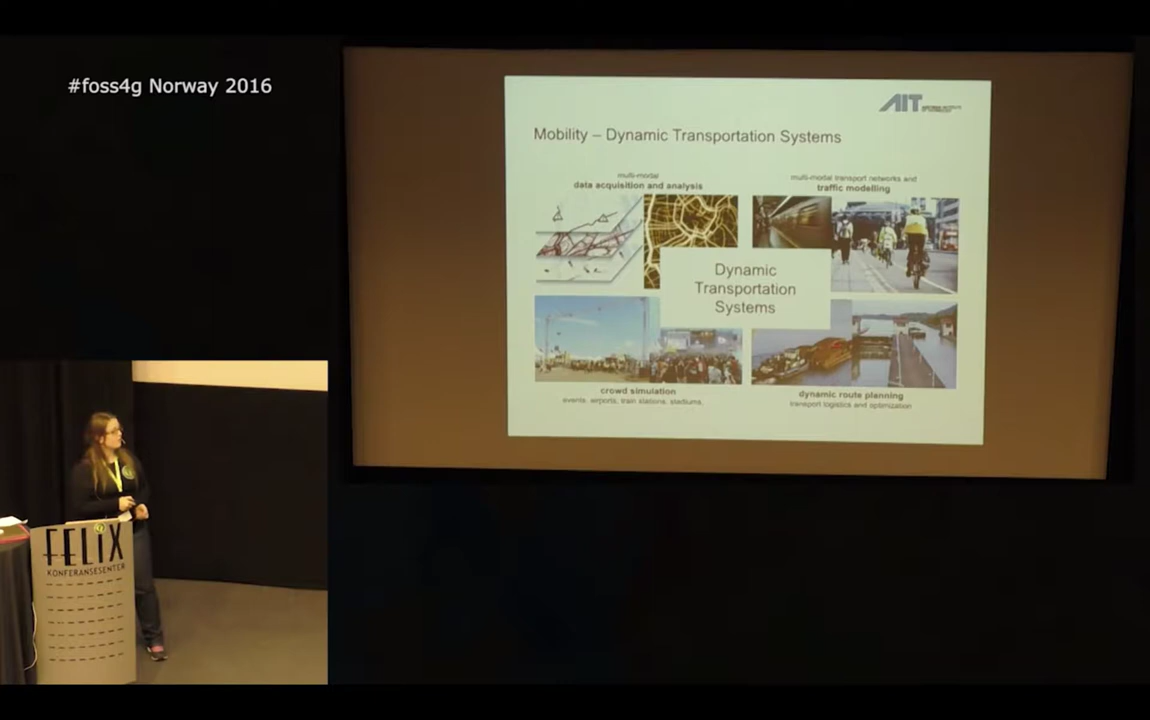 #foss4g Norway 2016
AIT
Mobility – Dynamic Transportation Systems
multi-modal
data acquisition and analysis
multi-modal transport networks and
traffic modelling
Dynamic
Transportation
Systems
crowd simulation
events, airports, train stations, stadiums,
dynamic route planning
transport logistics and optimization
FELIX
KONFERANSESENTER